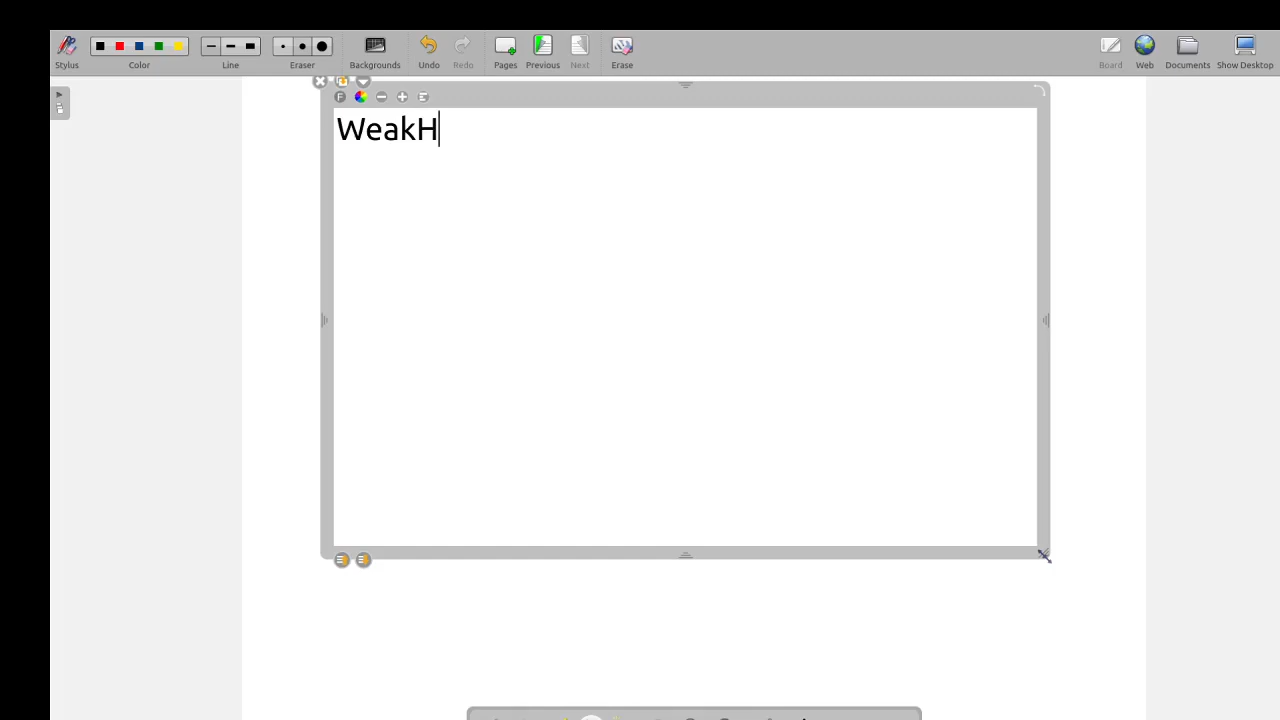 Stylus Color Line Eraser Backgrounds Undo Redo Pages Previous Next Erase Board Web Documents Show Desktop
F
WeakH